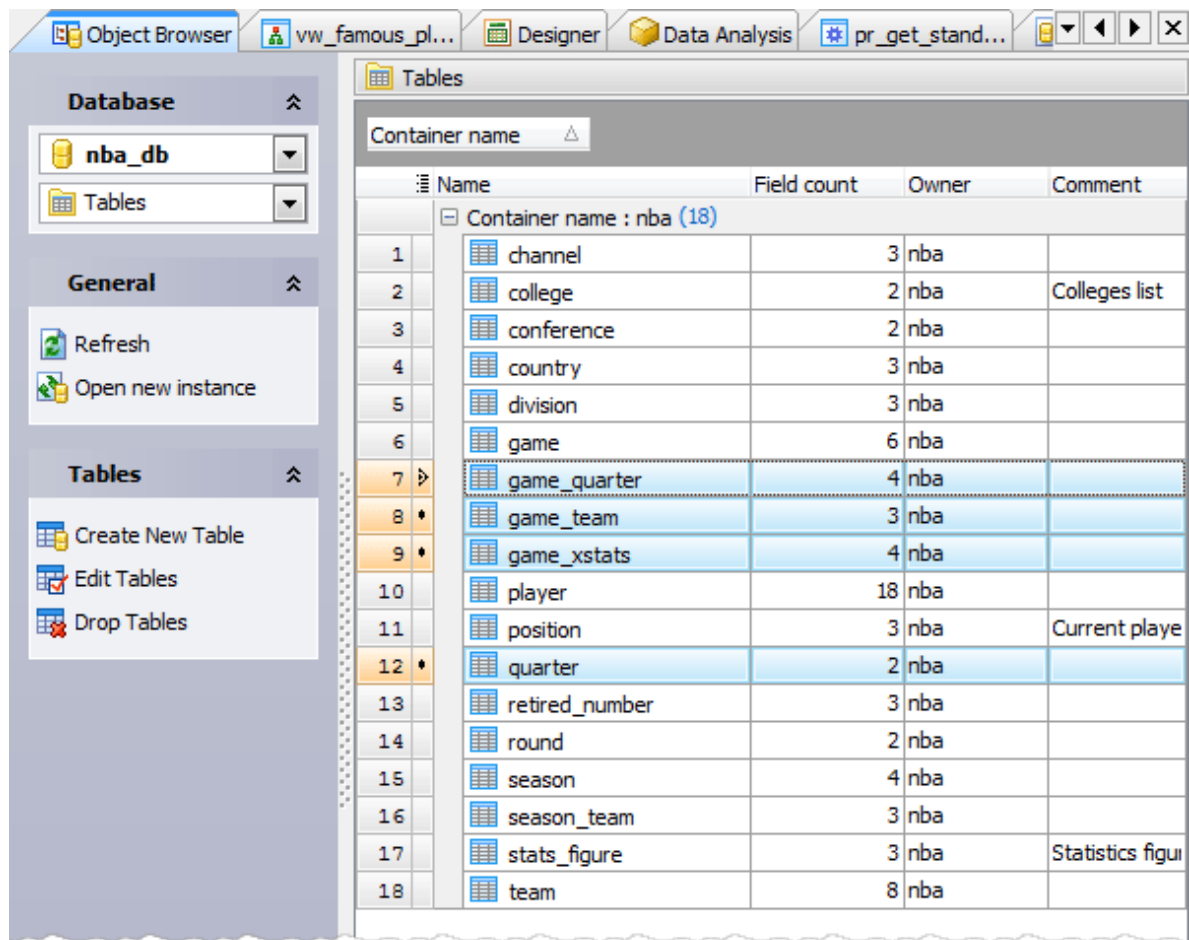 Object Browser vw_famous_pl... Designer Data Analysis pr_get_stand...
Database
nba_db
Tables
General
Refresh
Open new instance
Tables
Create New Table
Edit Tables
Drop Tables
Tables
Container name
Name Field count Owner Comment
Container name : nba (18)
1 channel 3 nba
2 college 2 nba Colleges list
3 conference 2 nba
4 country 3 nba
5 division 3 nba
6 game 6 nba
7 game_quarter 4 nba
8 game_team 3 nba
9 game_xstats 4 nba
10 player 18 nba
11 position 3 nba Current playe
12 quarter 2 nba
13 retired_number 3 nba
14 round 2 nba
15 season 4 nba
16 season_team 3 nba
17 stats_figure 3 nba Statistics figu
18 team 8 nba